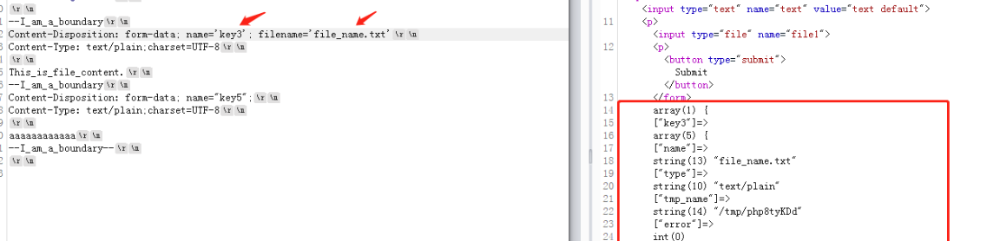 \r \n
--I_am_a_boundary\r \n
Content-Disposition: form-data; name='key3'; filename='file_name.txt'\r \n
Content-Type: text/plain;charset=UTF-8\r \n
\r \n
This_is_file_content.\r \n
--I_am_a_boundary\r \n
Content-Disposition: form-data; name="key5";\r \n
Content-Type: text/plain;charset=UTF-8\r \n
\r \n
aaaaaaaaaaaa\r \n
--I_am_a_boundary--\r \n
\r \n
<input type="text" name="text" value="text default">
11 <p>
<input type="file" name="file1">
12 <p>
<button type="submit">
Submit
</button>
13 </form>
14 array(1) {
15 ["key3"]=>
16 array(5) {
17 ["name"]=>
18 string(13) "file_name.txt"
19 ["type"]=>
20 string(10) "text/plain"
21 ["tmp_name"]=>
22 string(14) "/tmp/php8tyKDd"
23 ["error"]=>
24 int(0)